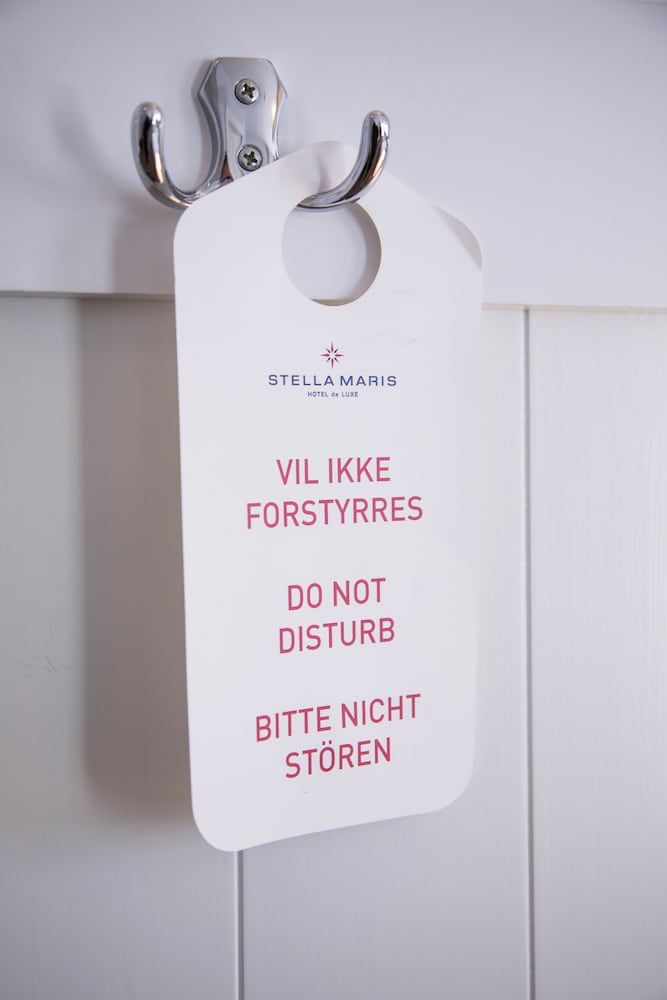 STELLA MARIS
HOTEL de LUXE
VIL IKKE
FORSTYRRES
DO NOT
DISTURB
BITTE NICHT
STÖREN